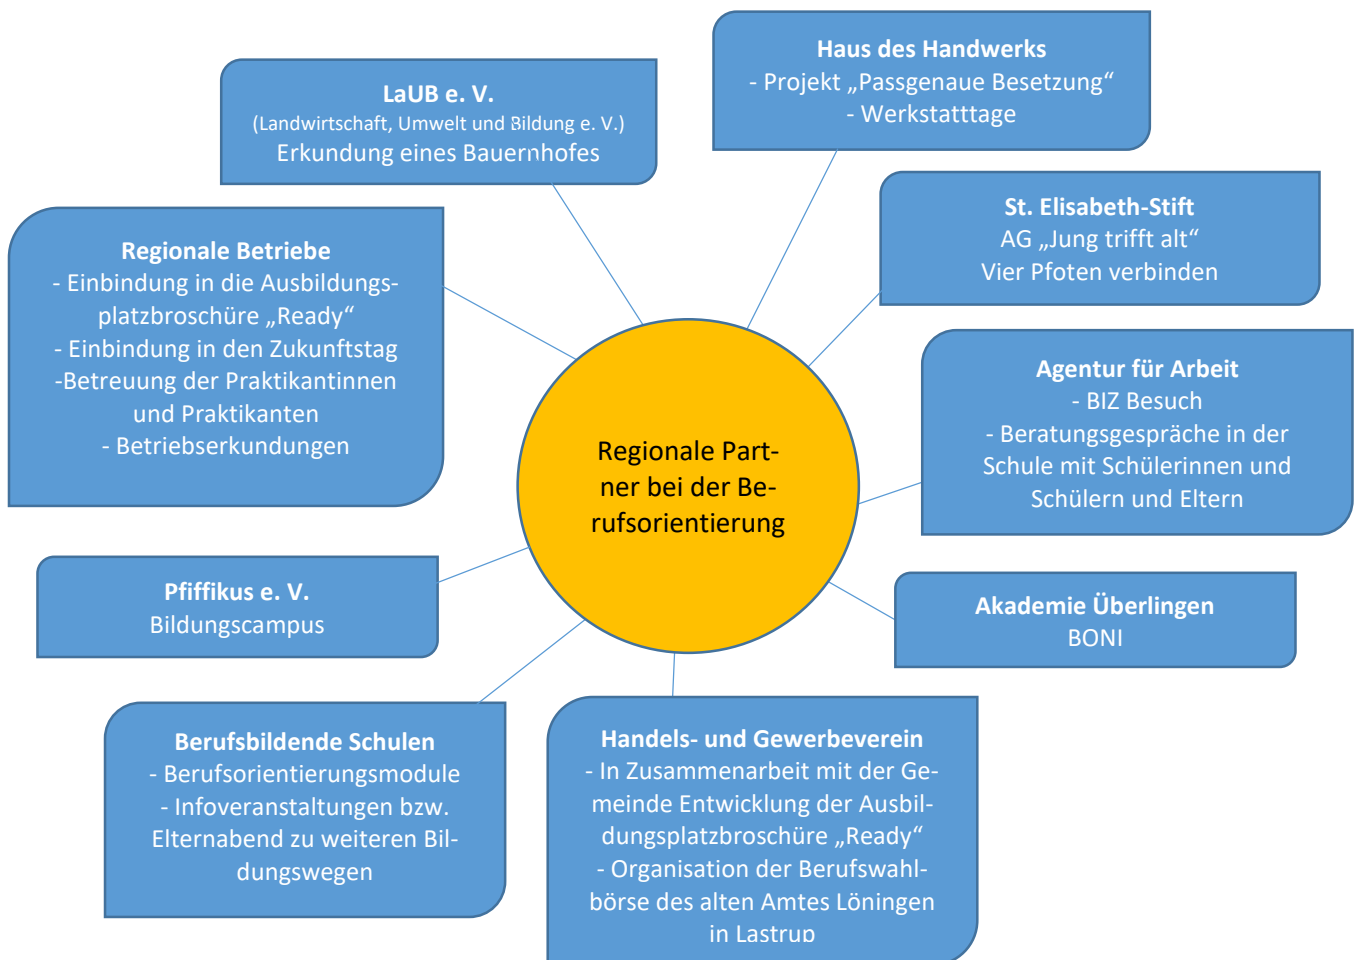 Haus des Handwerks
- Projekt „Passgenaue Besetzung“
- Werkstatttage
LaUB e. V.
(Landwirtschaft, Umwelt und Bildung e. V.)
Erkundung eines Bauernhofes
St. Elisabeth-Stift
AG „Jung trifft alt“
Vier Pfoten verbinden
Regionale Betriebe
- Einbindung in die Ausbildungs-
platzbroschüre „Ready“
- Einbindung in den Zukunftstag
-Betreuung der Praktikantinnen
und Praktikanten
- Betriebserkundungen
Agentur für Arbeit
- BIZ Besuch
- Beratungsgespräche in der
Schule mit Schülerinnen und
Schülern und Eltern
Regionale Part-
ner bei der Be-
rufsorientierung
Pfiffikus e. V.
Bildungscampus
Akademie Überlingen
BONI
Berufsbildende Schulen
- Berufsorientierungsmodule
- Infoveranstaltungen bzw.
Elternabend zu weiteren Bil-
dungswegen
Handels- und Gewerbeverein
- In Zusammenarbeit mit der Ge-
meinde Entwicklung der Ausbil-
dungsplatzbroschüre „Ready“
- Organisation der Berufswahl-
börse des alten Amtes Löningen
in Lastrup